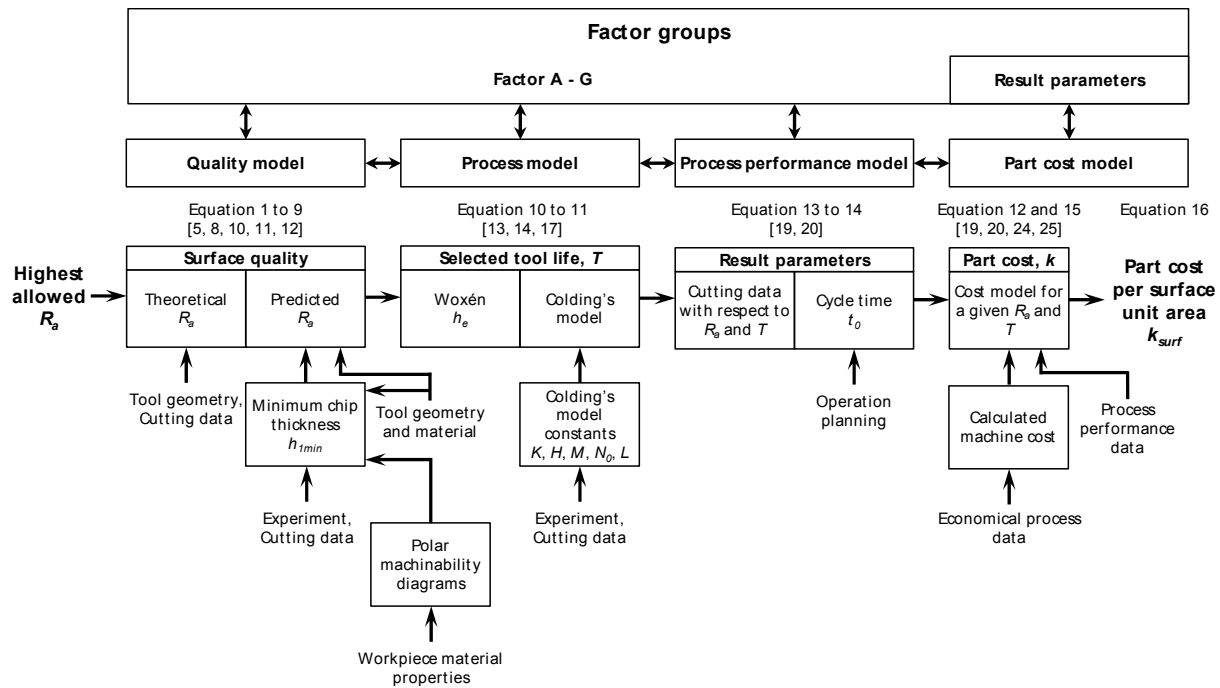 Factor groups
Factor A - G
Result parameters
Quality model
Process model
Process performance model
Part cost model
Equation 1 to 9
[5, 8, 10, 11, 12]
Equation 10 to 11
[13, 14, 17]
Equation 13 to 14
[19, 20]
Equation 12 and 15
[19, 20, 24, 25]
Equation 16
Highest
allowed
Ra
Surface quality
Theoretical
Ra
Predicted
Ra
Selected tool life, T
Woxén
he
Colding's
model
Result parameters
Cutting data
with respect to
Ra and T
Cycle time
t0
Part cost, k
Cost model for
a given Ra and
T
Part cost
per surface
unit area
ksurf
Tool geometry,
Cutting data
Minimum chip
thickness
h1min
Tool geometry
and material
Colding's
model
constants
K, H, M, N0, L
Operation
planning
Calculated
machine cost
Process
performance
data
Experiment,
Cutting data
Polar
machinability
diagrams
Experiment,
Cutting data
Economical process
data
Workpiece material
properties